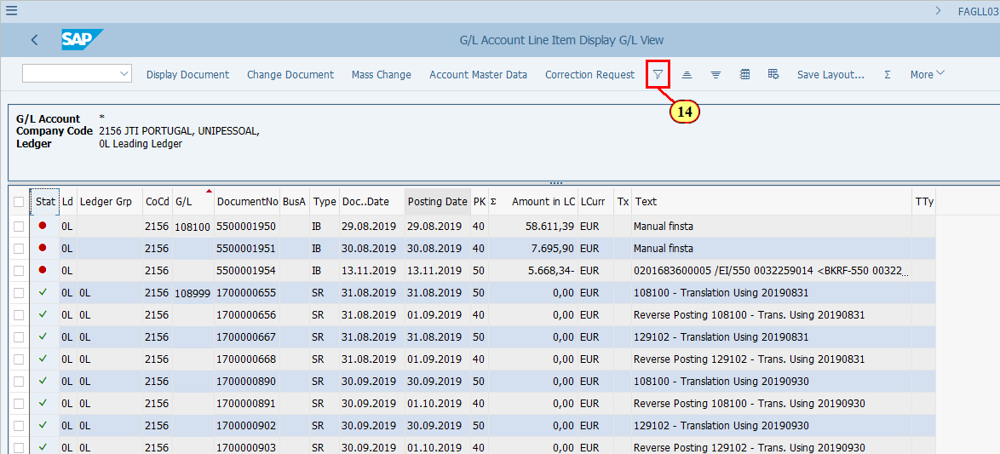 FAGLL03
SAP G/L Account Line Item Display G/L View
Display Document Change Document Mass Change Account Master Data Correction Request Save Layout... Σ More
14
G/L Account *
Company Code 2156 JTI PORTUGAL, UNIPESSOAL,
Ledger 0L Leading Ledger
Stat Ld Ledger Grp CoCd G/L DocumentNo BusA Type Doc..Date Posting Date PK Σ Amount in LC LCurr Tx Text TTy
0L 2156 108100 5500001950 IB 29.08.2019 29.08.2019 40 58.611,39 EUR Manual finsta
0L 2156 5500001951 IB 30.08.2019 30.08.2019 40 7.695,90 EUR Manual finsta
0L 2156 5500001954 IB 13.11.2019 13.11.2019 50 5.668,34- EUR 0201683600005 /EI/550 0032259014 <BKRF-550 00322...
0L 0L 2156 108999 1700000655 SR 31.08.2019 31.08.2019 50 0,00 EUR 108100 - Translation Using 20190831
0L 0L 2156 1700000656 SR 31.08.2019 01.09.2019 40 0,00 EUR Reverse Posting 108100 - Trans. Using 20190831
0L 0L 2156 1700000667 SR 31.08.2019 31.08.2019 50 0,00 EUR 129102 - Translation Using 20190831
0L 0L 2156 1700000668 SR 31.08.2019 01.09.2019 40 0,00 EUR Reverse Posting 129102 - Trans. Using 20190831
0L 0L 2156 1700000890 SR 30.09.2019 30.09.2019 50 0,00 EUR 108100 - Translation Using 20190930
0L 0L 2156 1700000891 SR 30.09.2019 01.10.2019 40 0,00 EUR Reverse Posting 108100 - Trans. Using 20190930
0L 0L 2156 1700000902 SR 30.09.2019 30.09.2019 50 0,00 EUR 129102 - Translation Using 20190930
0L 0L 2156 1700000903 SR 30.09.2019 01.10.2019 40 0,00 EUR Reverse Posting 129102 - Trans. Using 20190930